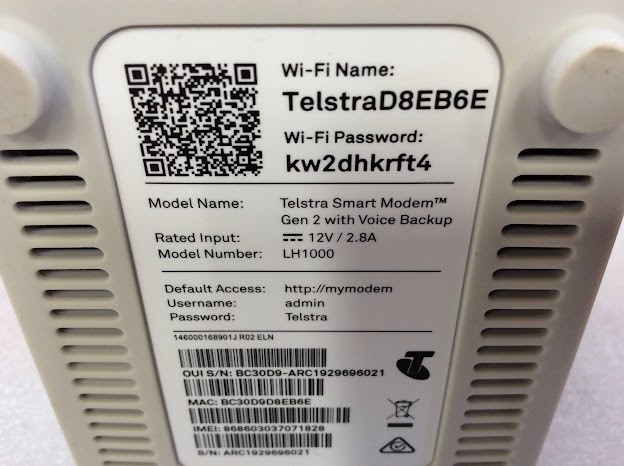 Wi-Fi Name:
TelstraD8EB6E
Wi-Fi Password:
kw2dhkrft4
Model Name: Telstra Smart Modem™
Gen 2 with Voice Backup
Rated Input: 12V / 2.8A
Model Number: LH1000
Default Access: http://mymodem
Username: admin
Password: Telstra
146000168901J R02 ELN
OUI S/N: BC30D9-ARC1929696021
MAC: BC30D9D8EB6E
IMEI: 868603037071828
S/N: ARC1929696021